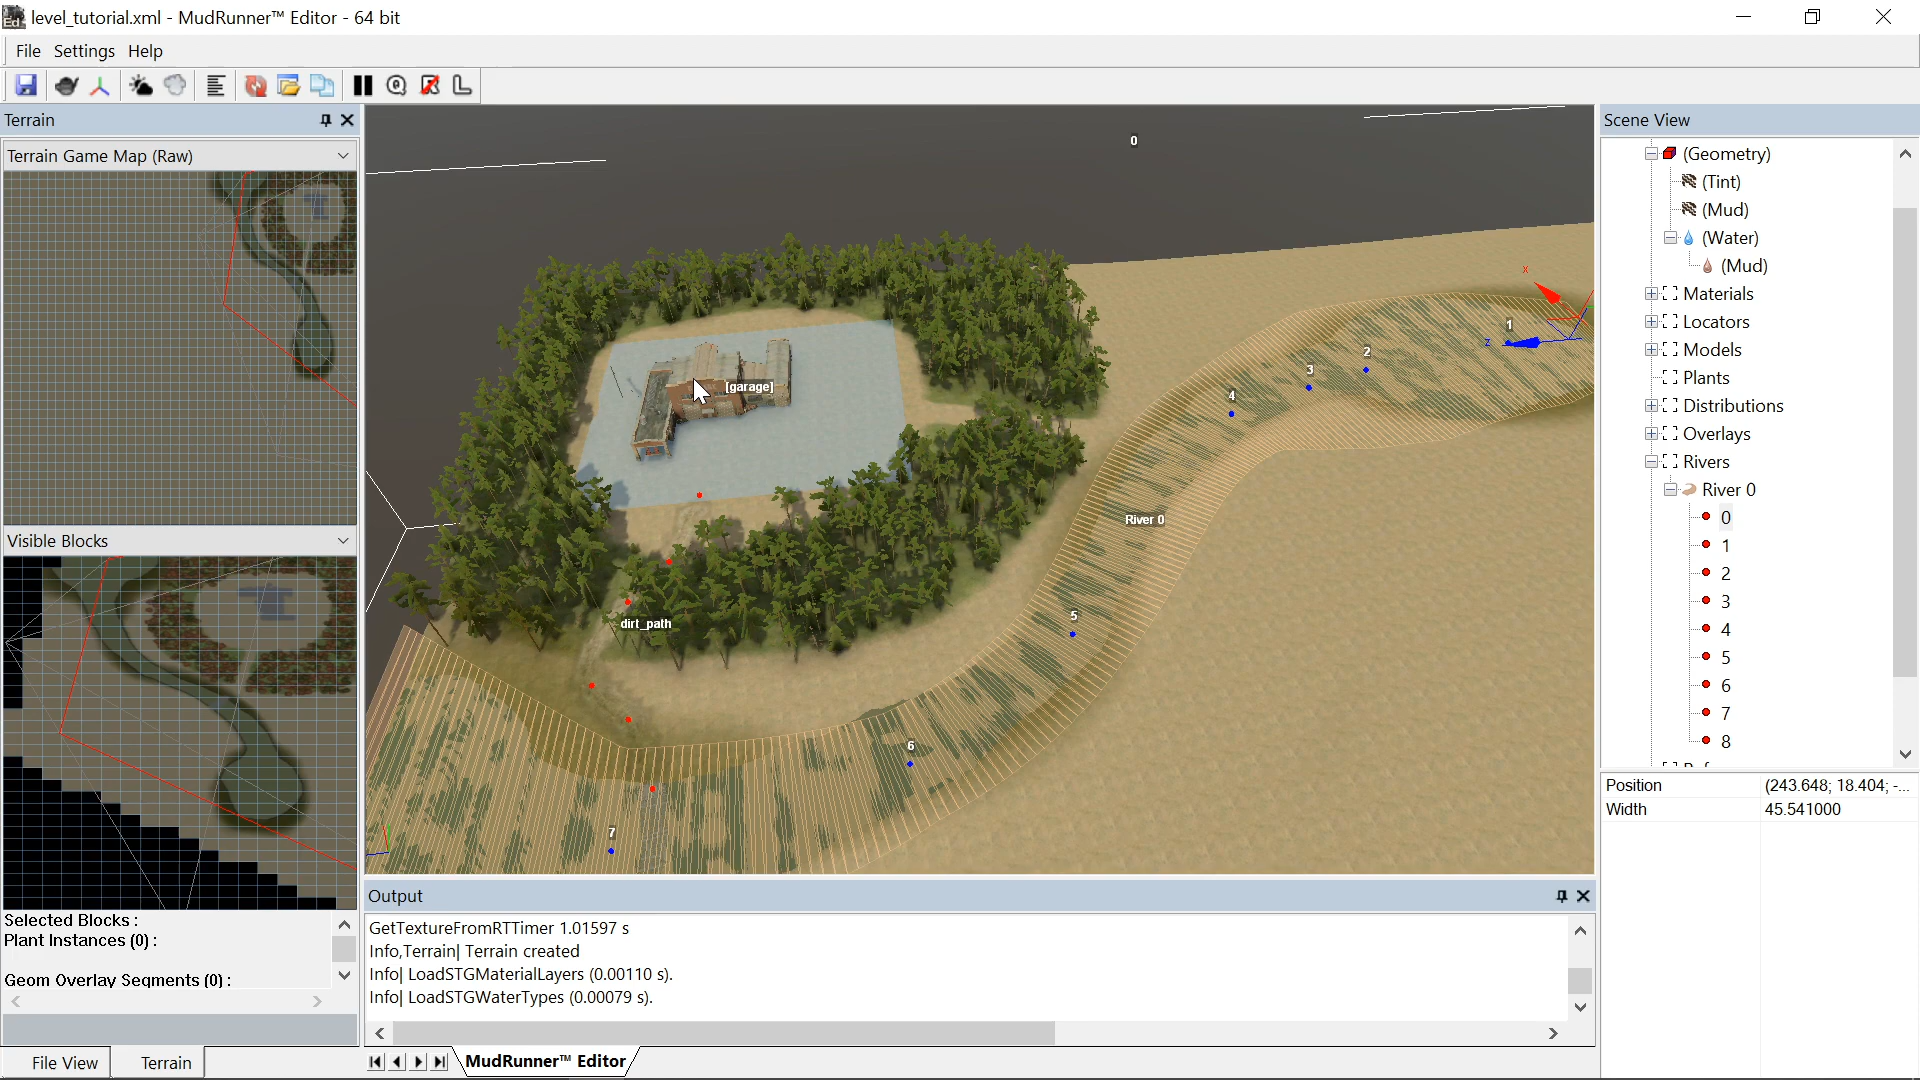 level_tutorial.xml - MudRunner™ Editor - 64 bit
File Settings Help
Terrain
Terrain Game Map (Raw)
Visible Blocks
Selected Blocks :
Plant Instances (0) :
Geom Overlay Segments (0) :
File View
Terrain
0
x
z
1
2
3
4
[garage]
River 0
5
dirt_path
6
7
Output
GetTextureFromRTTimer 1.01597 s
Info,Terrain| Terrain created
Info| LoadSTGMaterialLayers (0.00110 s).
Info| LoadSTGWaterTypes (0.00079 s).
MudRunner™ Editor
Scene View
(Geometry)
(Tint)
(Mud)
(Water)
(Mud)
Materials
Locators
Models
Plants
Distributions
Overlays
Rivers
River 0
0
1
2
3
4
5
6
7
8
Position (243.648; 18.404; -...
Width 45.541000